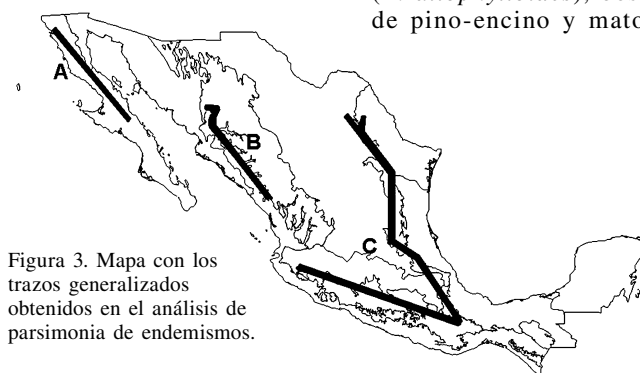 de pino-encino y mato
A
B
C
Figura 3. Mapa con los
trazos generalizados
obtenidos en el análisis de
parsimonia de endemismos.